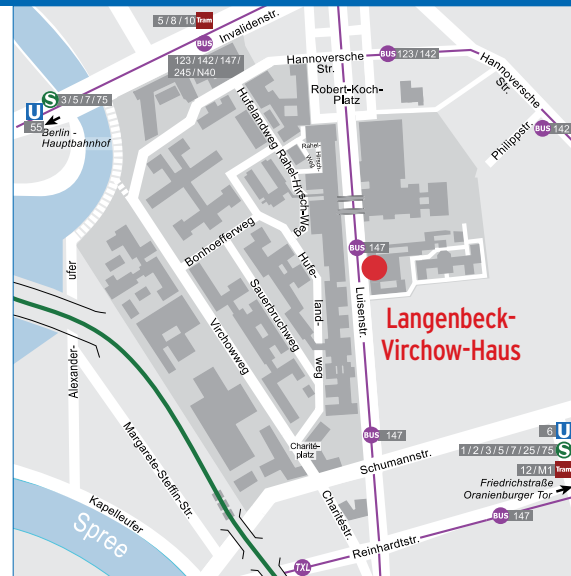 5 / 8 / 10 Tram
BUS Invalidenstr.
123 / 142 / 147 /
245 / N40
Hannoversche
Str.
BUS 123 / 142
Hannoversche
Str.
Robert-Koch-
Platz
U S 3 / 5 / 7 / 75
55
Berlin -
Hauptbahnhof
Philippstr.
BUS 142
Hufelandweg
Rahel-Hirsch-Weg
Rahel-
Hirsch-
Weg
Bonhoefferweg
BUS 147
Hufe-
land-
weg
Sauerbruchweg
Virchowweg
Luisenstr.
Langenbeck-
Virchow-Haus
Alexander-
ufer
Margarete-Steffin-Str.
Charité-
platz
BUS 147
Schumannstr.
6 U
1 / 2 / 3 / 5 / 7 / 25 / 75 S
12 / M1 Tram
Friedrichstraße
Oranienburger Tor
Kapelleufer
Spree
Charitéstr.
BUS 147
Reinhardtstr.
TXL